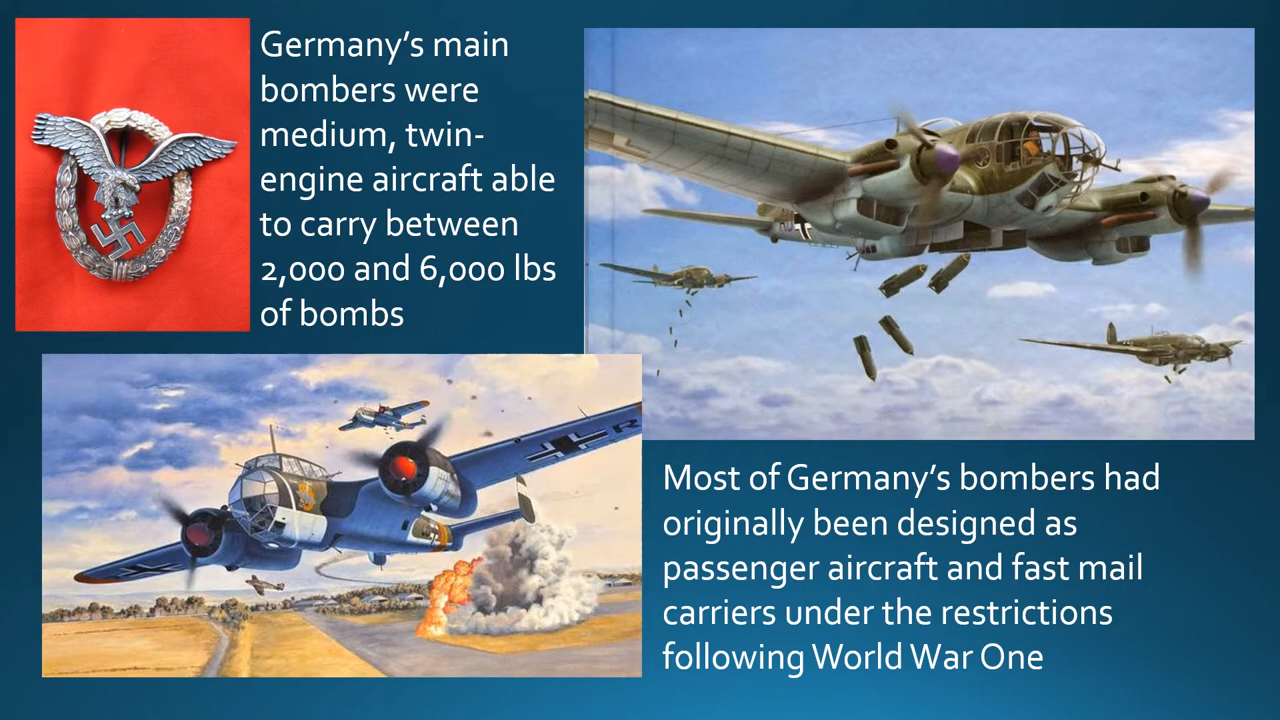 Germany’s main
bombers were
medium, twin-
engine aircraft able
to carry between
2,000 and 6,000 lbs
of bombs
Most of Germany’s bombers had
originally been designed as
passenger aircraft and fast mail
carriers under the restrictions
following World War One